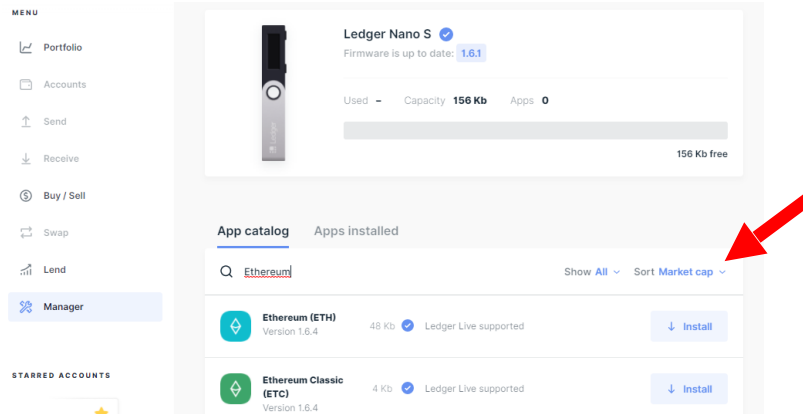 MENU
Portfolio
Accounts
Send
Receive
Buy / Sell
Swap
Lend
Manager
STARRED ACCOUNTS
Ledger Nano S
Firmware is up to date: 1.6.1
Used – Capacity 156 Kb Apps 0
156 Kb free
Ledger
App catalog Apps installed
Ethereum
Show All Sort Market cap
Ethereum (ETH)
Version 1.6.4
48 Kb Ledger Live supported
Install
Ethereum Classic
(ETC)
Version 1.6.4
4 Kb Ledger Live supported
Install